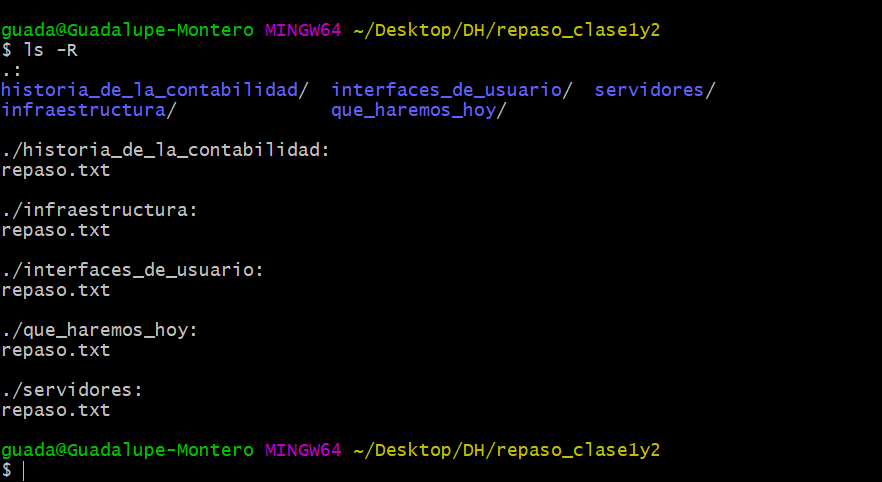 guada@Guadalupe-Montero MINGW64 ~/Desktop/DH/repaso_clase1y2
$ ls -R
.:
historia_de_la_contabilidad/  interfaces_de_usuario/  servidores/
infraestructura/              que_haremos_hoy/

./historia_de_la_contabilidad:
repaso.txt

./infraestructura:
repaso.txt

./interfaces_de_usuario:
repaso.txt

./que_haremos_hoy:
repaso.txt

./servidores:
repaso.txt

guada@Guadalupe-Montero MINGW64 ~/Desktop/DH/repaso_clase1y2
$